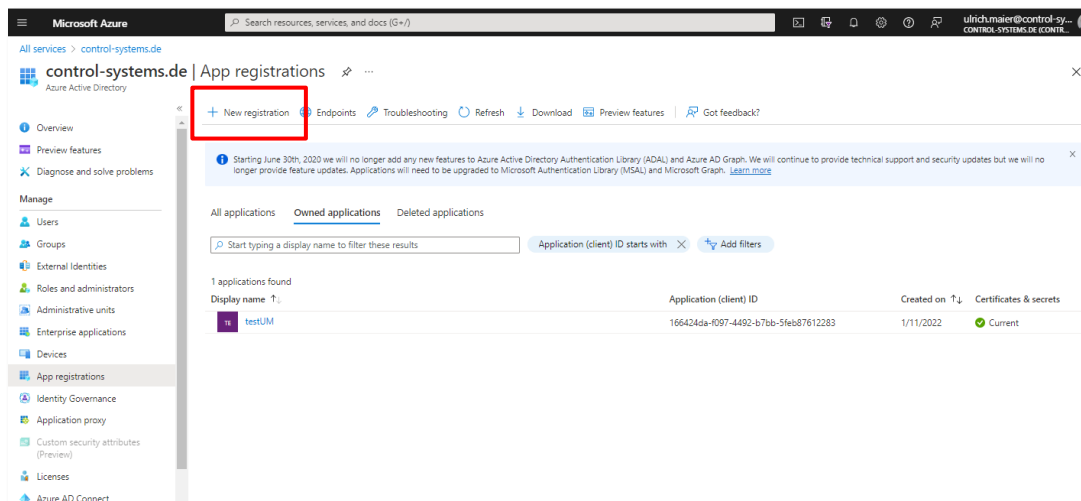 Microsoft Azure
Search resources, services, and docs (G+/)
ulrich.maier@control-sy...
CONTROL-SYSTEMS.DE (CONTR...
All services > control-systems.de
control-systems.de | App registrations
Azure Active Directory
New registration
Endpoints
Troubleshooting
Refresh
Download
Preview features
Got feedback?
Overview
Preview features
Diagnose and solve problems
Manage
Users
Groups
External Identities
Roles and administrators
Administrative units
Enterprise applications
Devices
App registrations
Identity Governance
Application proxy
Custom security attributes
(Preview)
Licenses
Azure AD Connect
Starting June 30th, 2020 we will no longer add any new features to Azure Active Directory Authentication Library (ADAL) and Azure AD Graph. We will continue to provide technical support and security updates but we will no
longer provide feature updates. Applications will need to be upgraded to Microsoft Authentication Library (MSAL) and Microsoft Graph. Learn more
All applications
Owned applications
Deleted applications
Start typing a display name to filter these results
Application (client) ID starts with
Add filters
1 applications found
Display name ↑↓ Application (client) ID Created on ↑↓ Certificates & secrets
TE testUM 166424da-f097-4492-b7bb-5feb87612283 1/11/2022 Current